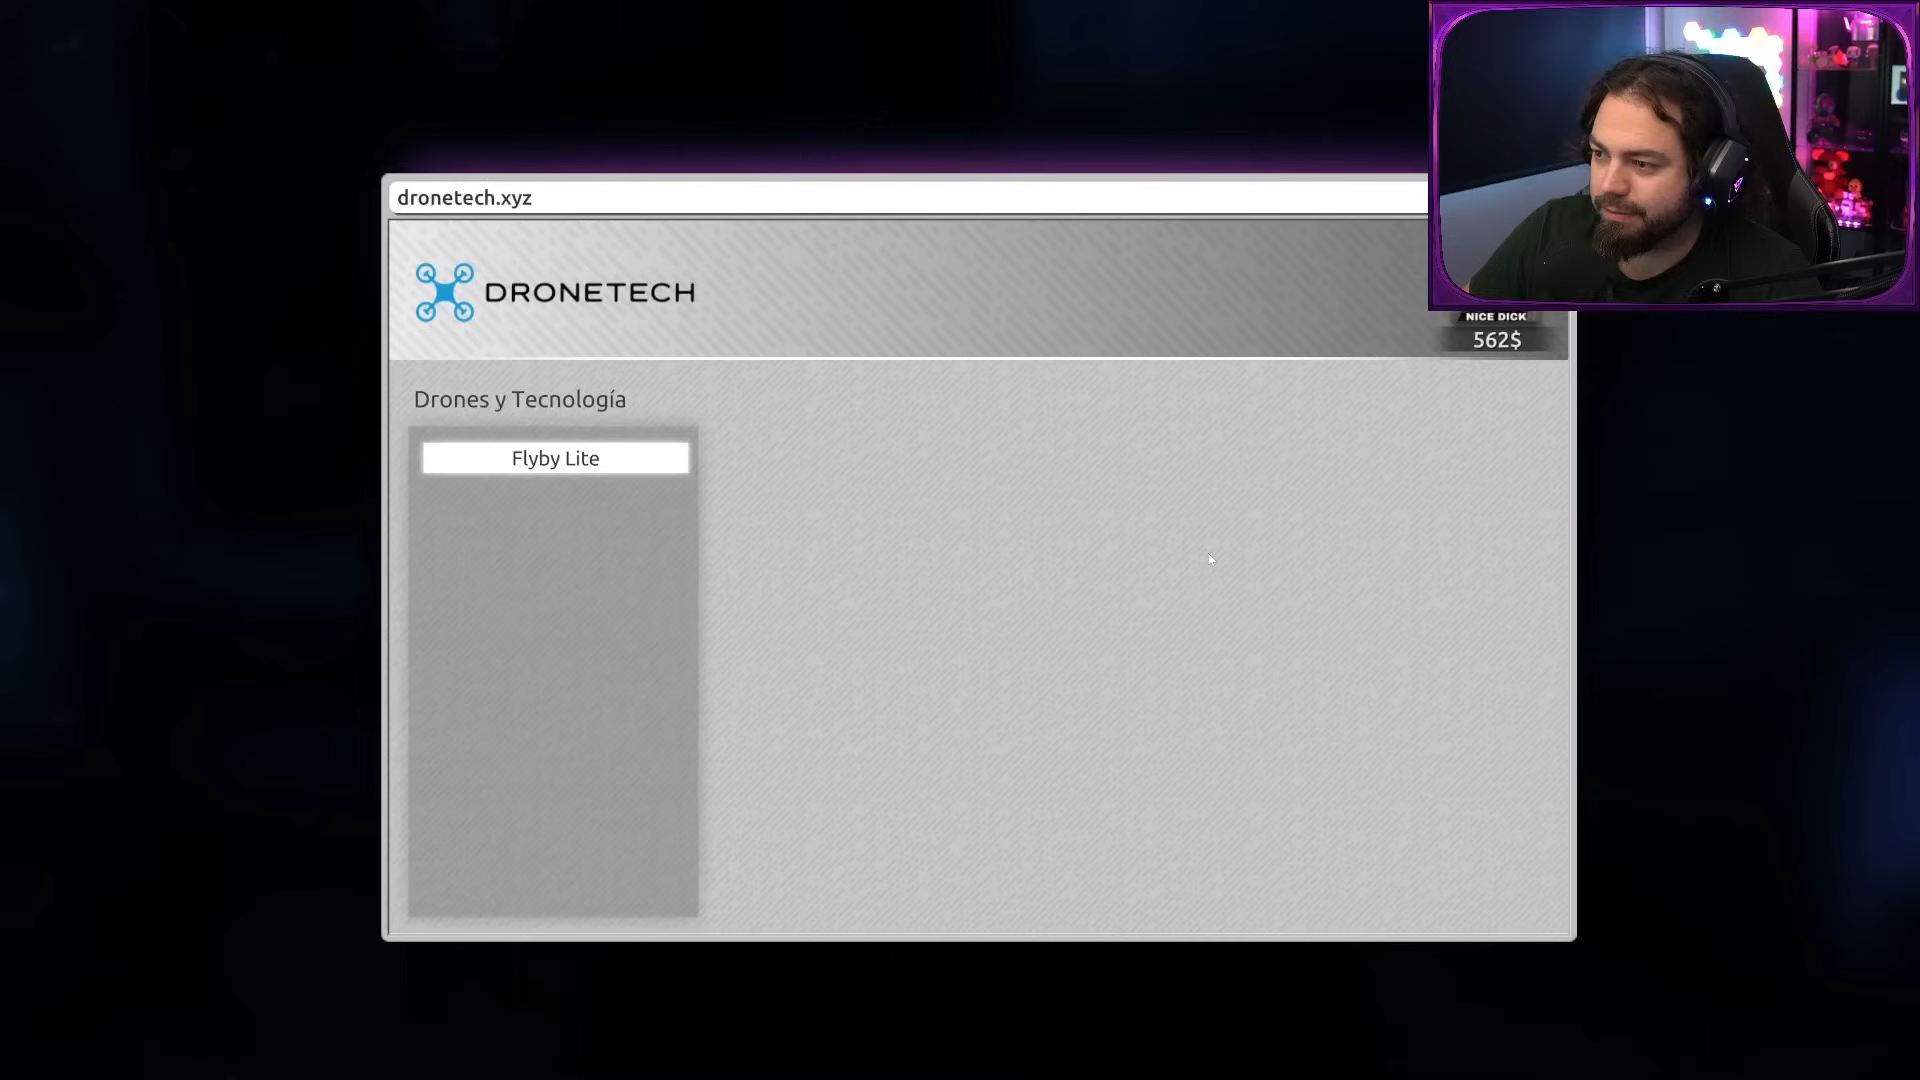 dronetech.xyz
DRONETECH
NICE DICK
562$
Drones y Tecnología
Flyby Lite